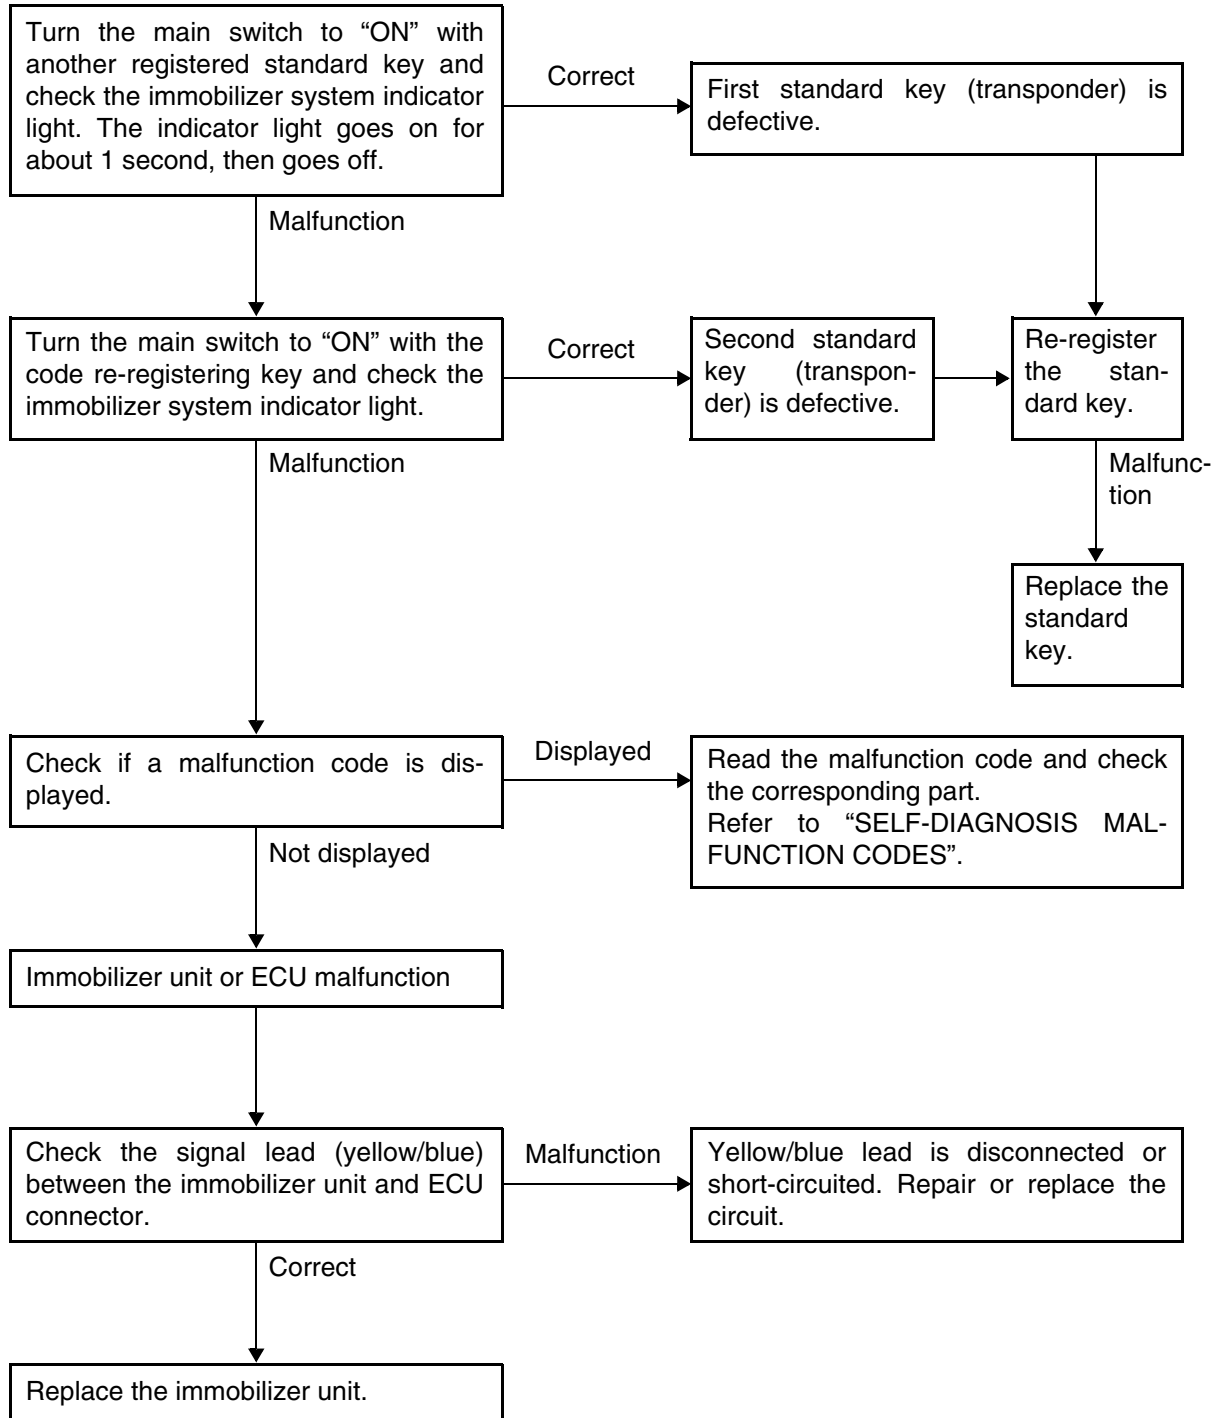 Turn the main switch to “ON” with
another registered standard key and
check the immobilizer system indicator
light. The indicator light goes on for
about 1 second, then goes off.
Correct
First standard key (transponder) is
defective.
Malfunction
Turn the main switch to “ON” with the
code re-registering key and check the
immobilizer system indicator light.
Correct
Second standard
key (transpon-
der) is defective.
Re-register
the stan-
dard key.
Malfunction
Malfunc-
tion
Replace the
standard
key.
Check if a malfunction code is dis-
played.
Displayed
Read the malfunction code and check
the corresponding part.
Refer to “SELF-DIAGNOSIS MAL-
FUNCTION CODES”.
Not displayed
Immobilizer unit or ECU malfunction
Check the signal lead (yellow/blue)
between the immobilizer unit and ECU
connector.
Malfunction
Yellow/blue lead is disconnected or
short-circuited. Repair or replace the
circuit.
Correct
Replace the immobilizer unit.